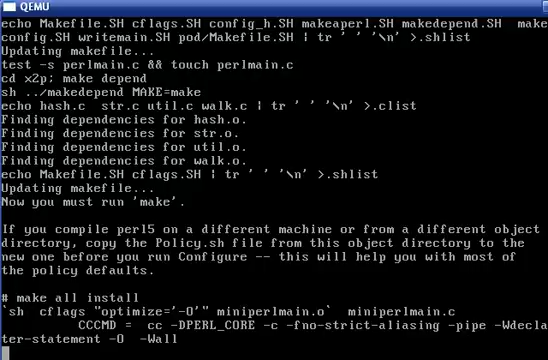 QEMU
echo Makefile.SH cflags.SH config_h.SH makeaperl.SH makedepend.SH  make
config.SH writemain.SH pod/Makefile.SH | tr ' ' '\n' >.shlist
Updating makefile...
test -s perlmain.c && touch perlmain.c
cd x2p; make depend
sh ../makedepend MAKE=make
echo hash.c  str.c util.c walk.c | tr ' ' '\n' >.clist
Finding dependencies for hash.o.
Finding dependencies for str.o.
Finding dependencies for util.o.
Finding dependencies for walk.o.
echo Makefile.SH cflags.SH | tr ' ' '\n' >.shlist
Updating makefile...
Now you must run 'make'.
If you compile perl5 on a different machine or from a different object
directory, copy the Policy.sh file from this object directory to the
new one before you run Configure -- this will help you with most of
the policy defaults.
# make all install
`sh  cflags "optimize='-O'" miniperlmain.o`  miniperlmain.c
CCCMD =  cc -DPERL_CORE -c -fno-strict-aliasing -pipe -Wdecla
ter-statement -O  -Wall